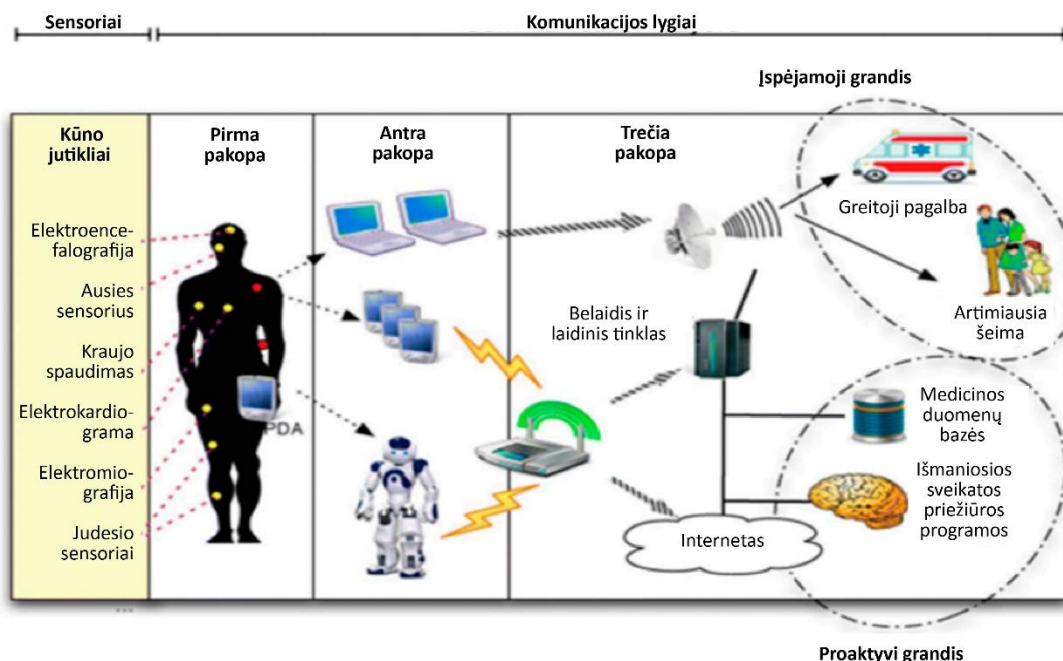 Sensoriai
Komunikacijos lygiai
Įspėjamoji grandis
Kūno
jutikliai
Pirma
pakopa
Antra
pakopa
Trečia
pakopa
Elektroence-
falografija
Ausies
sensorius
Kraujo
spaudimas
Elektrokardio-
grama
Elektromio-
grafija
Judesio
sensoriai
...
PDA
Belaidis ir
laidinis tinklas
Internetas
Greitoji pagalba
Artimiausia
šeima
Medicinos
duomenų
bazės
Išmaniosios
sveikatos
priežiūros
programos
Proaktyvi grandis